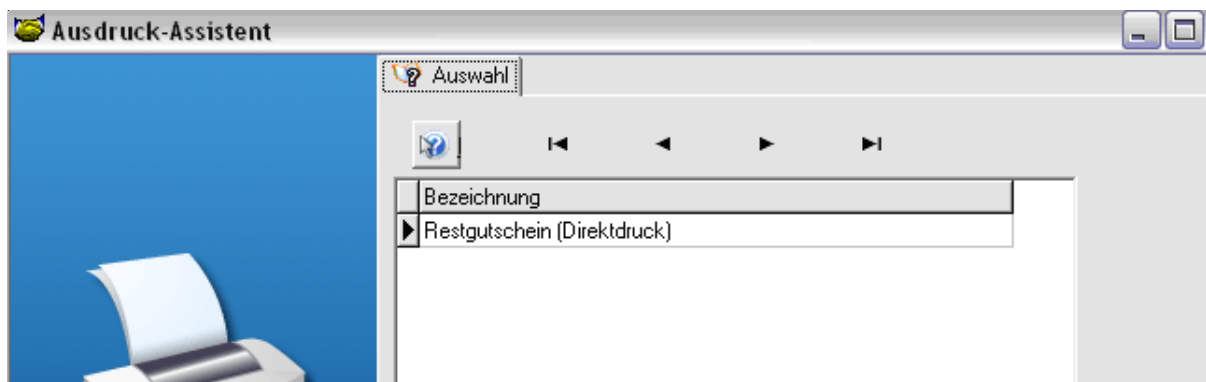 Ausdruck-Assistent
Auswahl
Bezeichnung
Restgutschein (Direktdruck)